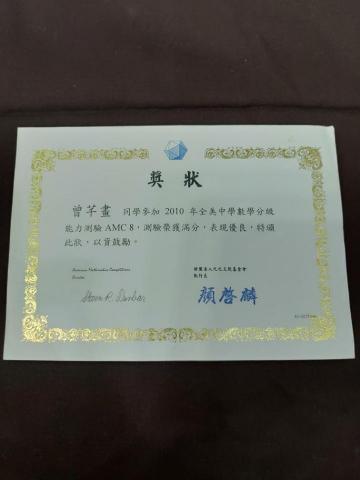 獎狀
曾芊畫 同學參加 2010 年全美中學數學分級
能力測驗 AMC 8，測驗榮獲滿分，表現優良，特頒
此狀，以資鼓勵。
American Mathematics Competitions
Director
Steven R. Dunbar
財團法人九九文教基金會
執行長
顏啓麟